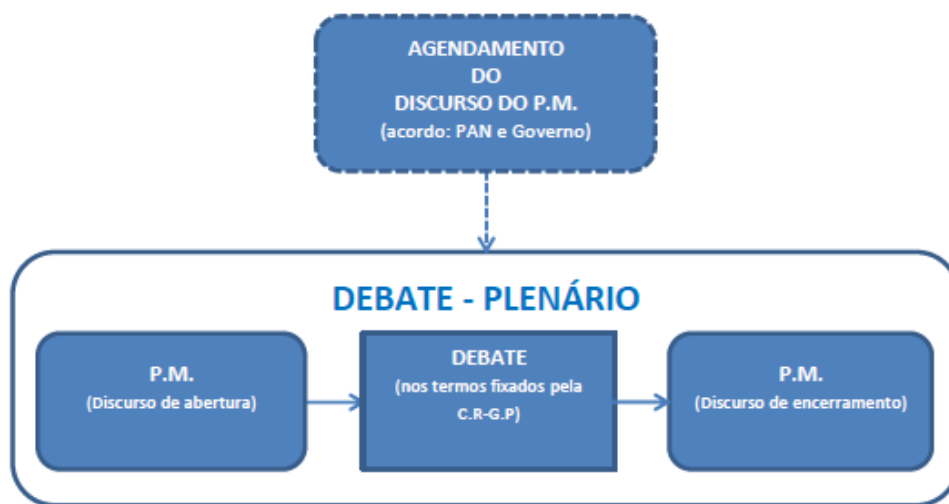 AGENDAMENTO
DO
DISCURSO DO P.M.
(acordo: PAN e Governo)
DEBATE - PLENÁRIO
P.M.
(Discurso de abertura)
DEBATE
(nos termos fixados pela
C.R-G.P)
P.M.
(Discurso de encerramento)